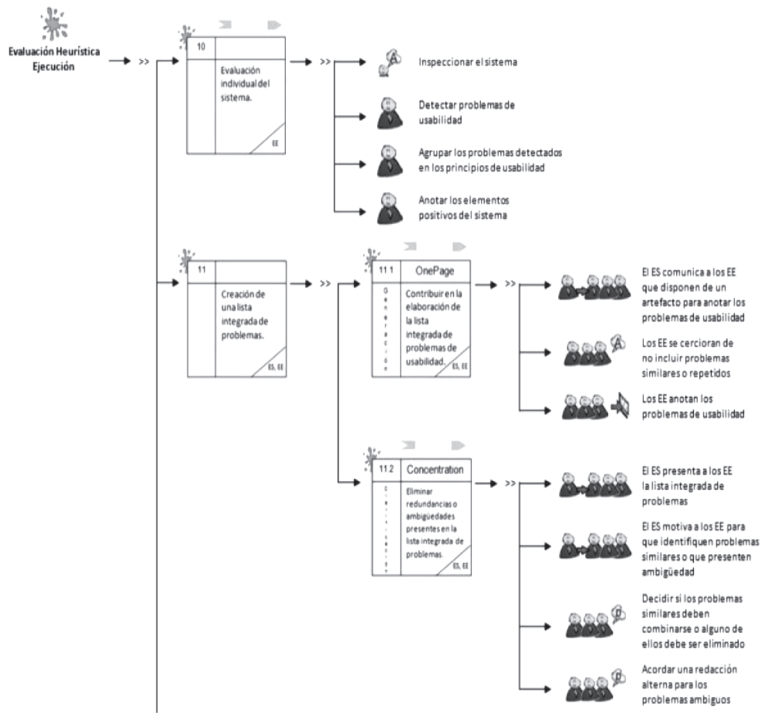 Evaluación Heurística
Ejecución
>>
10
Evaluación
individual del
sistema.
EE
>>
Inspeccionar el sistema
Detectar problemas de
usabilidad
Agrupar los problemas detectados
en los principios de usabilidad
Anotar los elementos
positivos del sistema
11
Creación de
una lista
integrada de
problemas.
ES, EE
>>
11.1 OnePage
Contribuir en la
elaboración de
la lista
integrada de
problemas de
usabilidad.
ES, EE
>>
El ES comunica a los EE
que disponen de un
artefacto para anotar los
problemas de usabilidad
Los EE se cercioran de
no incluir problemas
similares o repetidos
Los EE anotan los
problemas de usabilidad
11.2 Concentration
Eliminar
redundancias o
ambigüedades
presentes en la
lista integrada de
problemas.
ES, EE
>>
El ES presenta a los EE
la lista integrada de
problemas
El ES motiva a los EE para
que identifiquen problemas
similares o que presenten
ambigüedad
Decidir si los problemas
similares deben
combinarse o alguno de
ellos debe ser eliminado
Acordar una redacción
alterna para los
problemas ambiguos